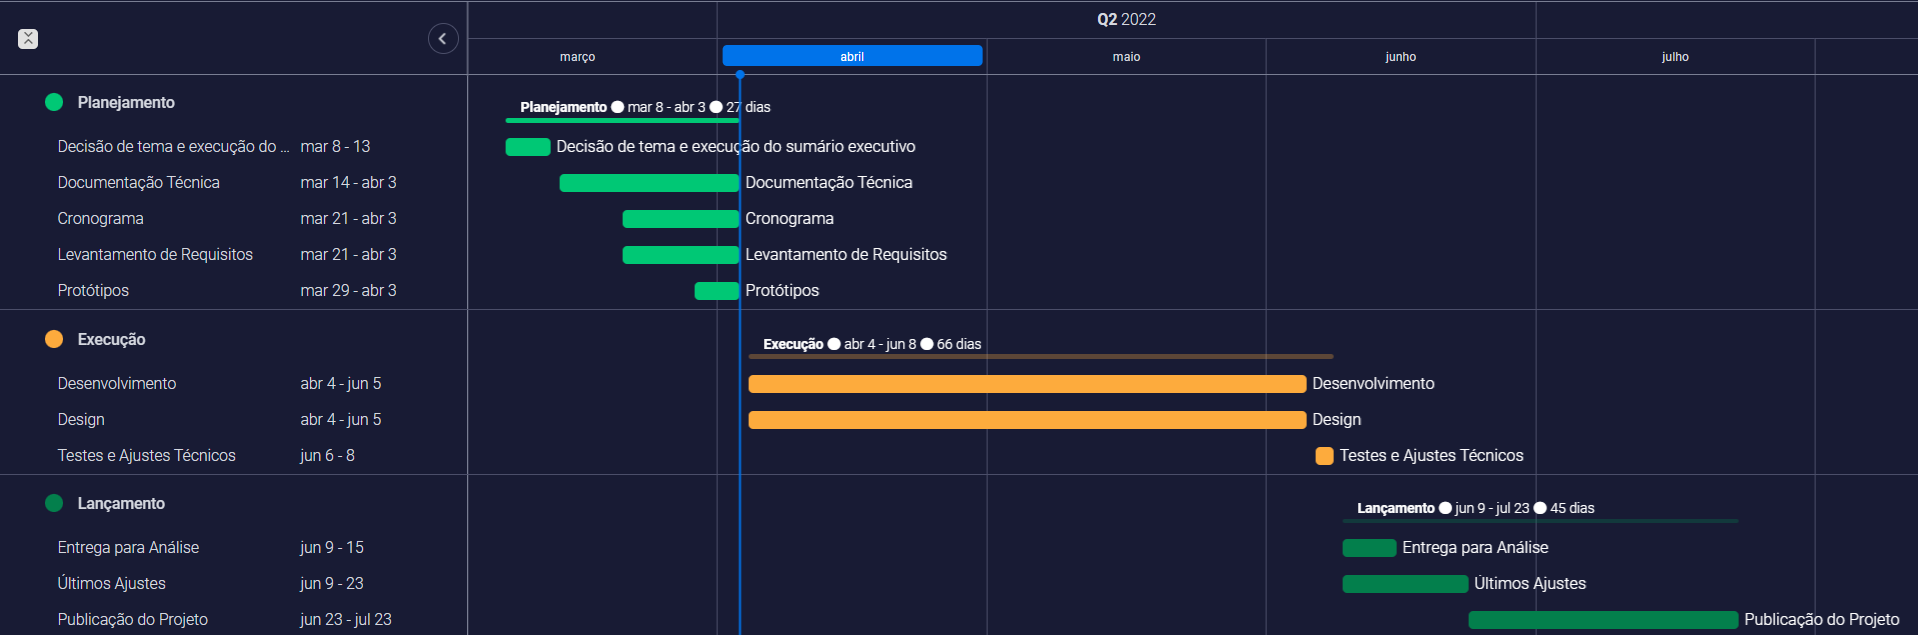 Q2 2022
março abril maio junho julho
Planejamento
Planejamento mar 8 - abr 3 27 dias
Decisão de tema e execução do ... mar 8 - 13 Decisão de tema e execução do sumário executivo
Documentação Técnica mar 14 - abr 3 Documentação Técnica
Cronograma mar 21 - abr 3 Cronograma
Levantamento de Requisitos mar 21 - abr 3 Levantamento de Requisitos
Protótipos mar 29 - abr 3 Protótipos
Execução
Execução abr 4 - jun 8 66 dias
Desenvolvimento abr 4 - jun 5 Desenvolvimento
Design abr 4 - jun 5 Design
Testes e Ajustes Técnicos jun 6 - 8 Testes e Ajustes Técnicos
Lançamento
Lançamento jun 9 - jul 23 45 dias
Entrega para Análise jun 9 - 15 Entrega para Análise
Últimos Ajustes jun 9 - 23 Últimos Ajustes
Publicação do Projeto jun 23 - jul 23 Publicação do Projeto